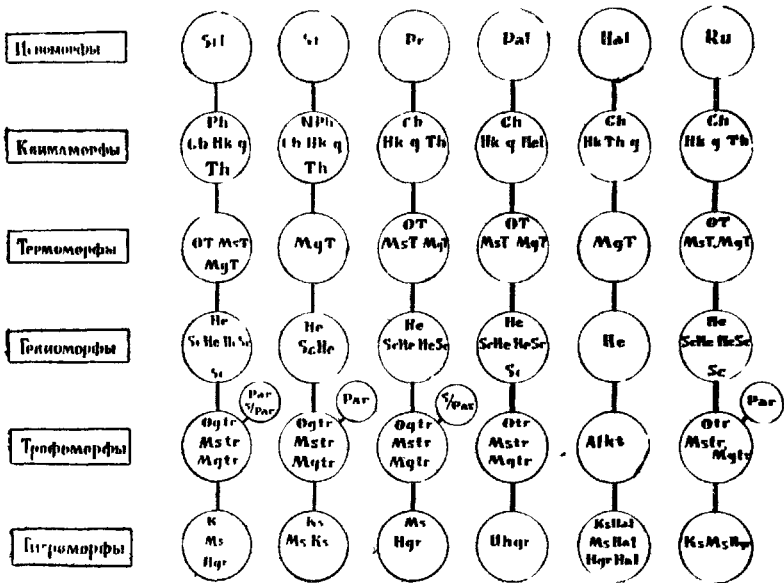 Ценоморфы Sil St Pr Pal Hal Ru
Климаморфы
Ph NPh Ch Ch Ch Ch
Ch Hk g Ch Hk g Hk g Th Hk g Hel Hk Th g Hk g Th
Th Th
Термоморфы
OT MsT MgT OT OT MgT OT
MgT MsT MgT MsT MgT MsT, MgT
Гелиоморфы
He He He He He He
ScHe HeSc ScHe ScHe HeSc ScHe HeSc ScHe HeSc
Sc Sc Sc
Par Par S/Par Par
S/Par
Трофоморфы
Ogtr Ogtr Ogtr Otr Alkt Otr
Mstr Mstr Mstr Mstr Mstr,
Mgtr Mgtr Mgtr Mgtr Mgtr
Гигроморфы
K Ks Ms Uhgr KsHal KsMsHgr
Ms MsKs Hgr MsHal
Hgr HgrHal